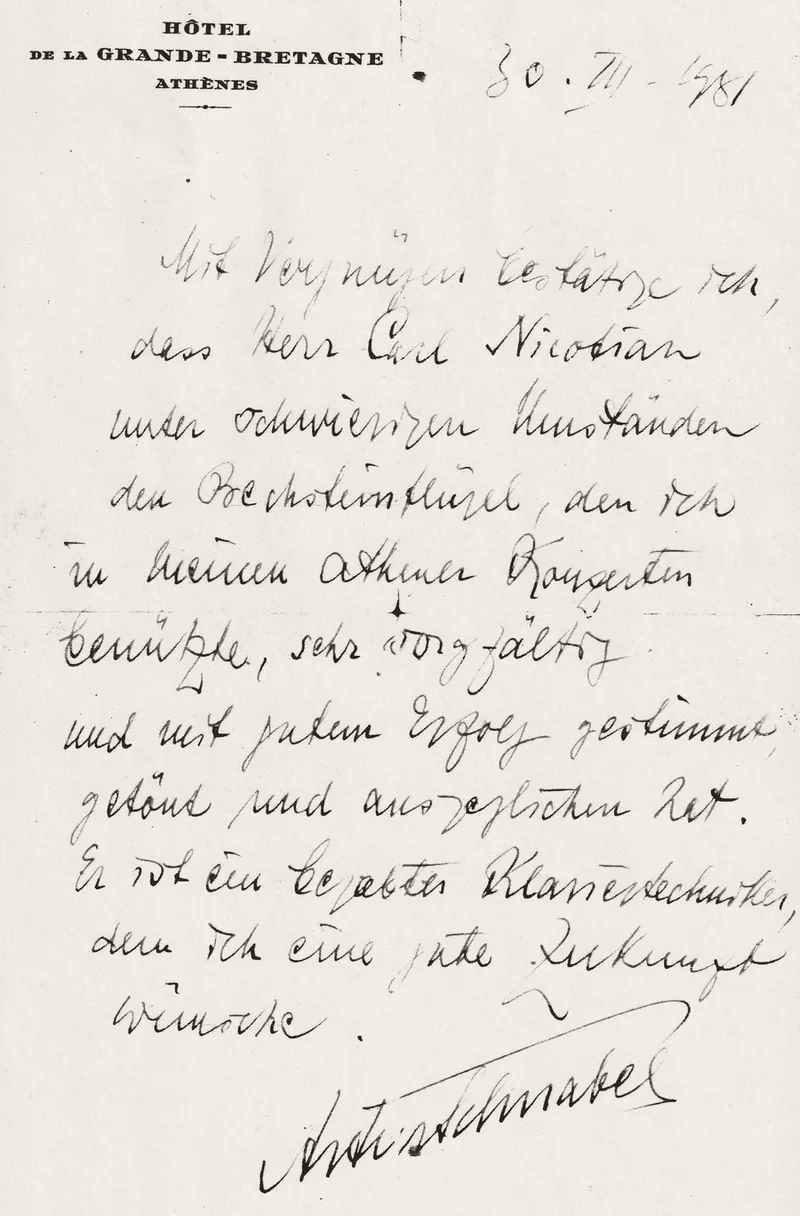 HÔTEL
DE LA GRANDE-BRETAGNE
ATHÈNES
30. III - 1931
Mit Vergnügen bestätige ich,
dass Herr Carl Nicotian
unter schwierigen Umständen
den Bechsteinflügel, den ich
in meinen Athener Konzerten
benützte, sehr sorgfältig
und mit gutem Erfolg gestimmt,
getönt und ausgeglichen hat.
Er ist ein begabter Klaviertechniker,
dem ich eine gute Zukunft
wünsche.
Artur Schnabel